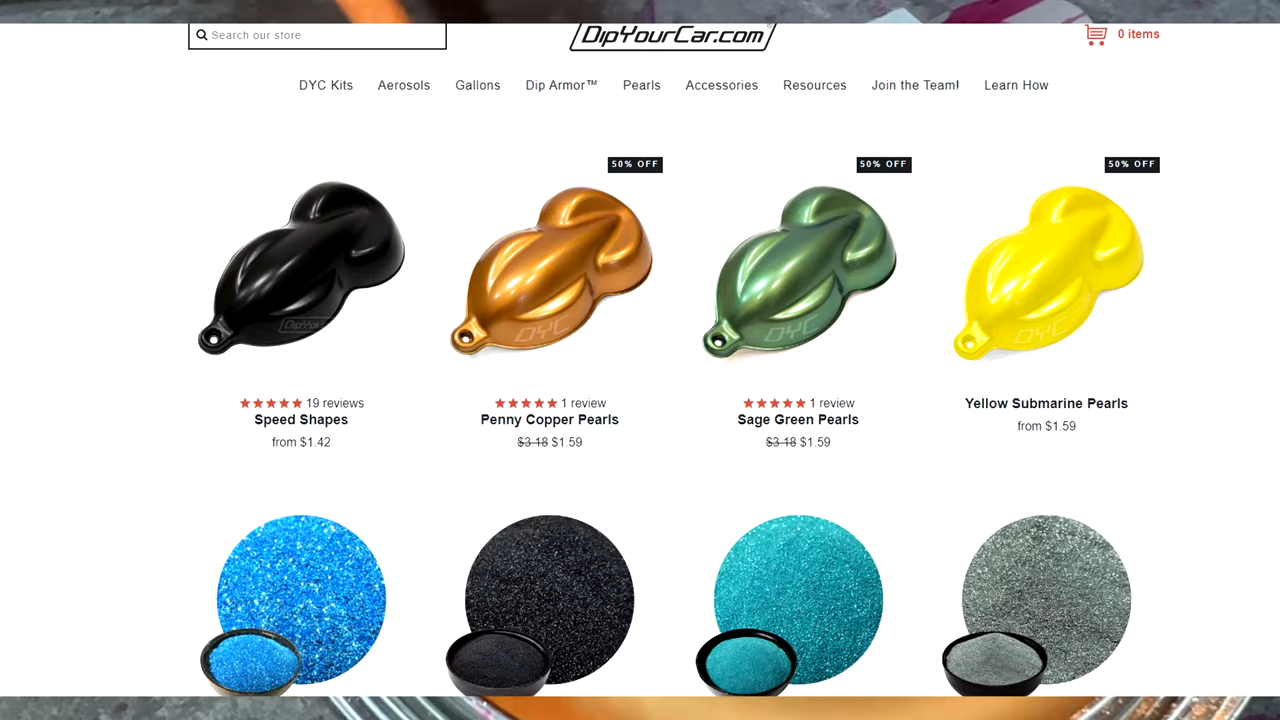 Search our store
DipYourCar.com
0 items
DYC Kits Aerosols Gallons Dip Armor™ Pearls Accessories Resources Join the Team! Learn How
50% OFF 50% OFF 50% OFF
DYC DYC DYC
19 reviews 1 review 1 review
Speed Shapes Penny Copper Pearls Sage Green Pearls Yellow Submarine Pearls
from $1.42 $3.18 $1.59 $3.18 $1.59 from $1.59